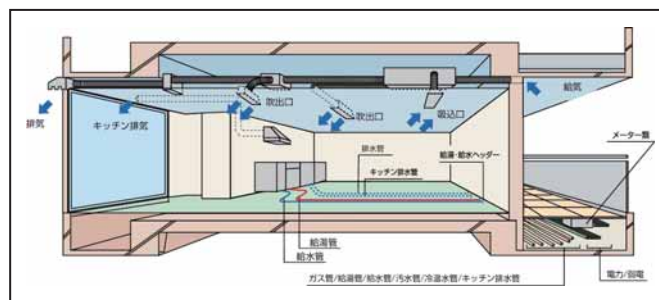 排気
キッチン排気
吹出口
吹出口
吸込口
給気
メーター類
排水管
給湯・給水ヘッダー
キッチン排水管
給湯管
給水管
ガス管/給湯管/給水管/汚水管/冷温水管/キッチン排水管
電力/弱電